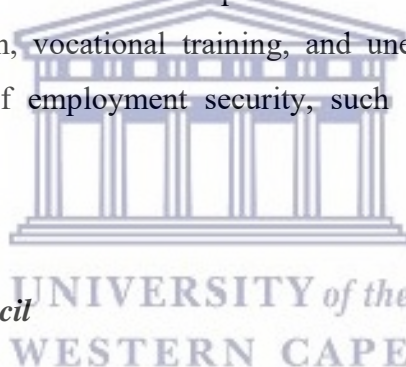 n, vocational training, and une
f employment security, such
cil
UNIVERSITY of the
WESTERN CAPE